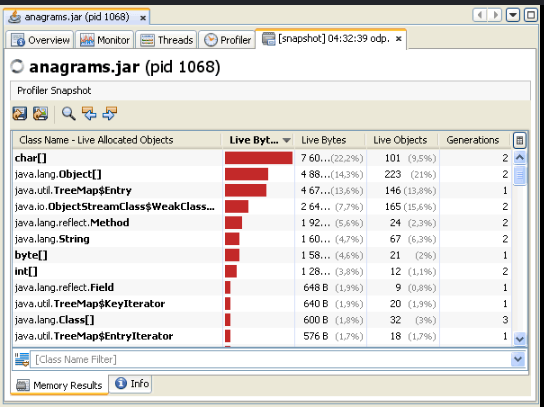 anagrams.jar (pid 1068)
Overview Monitor Threads Profiler [snapshot] 04:32:39 odp.
anagrams.jar (pid 1068)
Profiler Snapshot
Class Name - Live Allocated Objects Live Byt... Live Bytes Live Objects Generations
char[] 7 60...(22,2%) 101 (9,5%) 2
java.lang.Object[] 4 88...(14,3%) 223 (21%) 2
java.util.TreeMap$Entry 4 67...(13,6%) 146 (13,8%) 1
java.io.ObjectStreamClass$WeakClass... 2 64... (7,7%) 165 (15,6%) 2
java.lang.reflect.Method 1 92... (5,6%) 24 (2,3%) 1
java.lang.String 1 60... (4,7%) 67 (6,3%) 2
byte[] 1 58... (4,6%) 21 (2%) 1
int[] 1 28... (3,8%) 12 (1,1%) 2
java.lang.reflect.Field 648 B (1,9%) 9 (0,8%) 1
java.util.TreeMap$KeyIterator 640 B (1,9%) 20 (1,9%) 1
java.lang.Class[] 600 B (1,8%) 32 (3%) 3
java.util.TreeMap$EntryIterator 576 B (1,7%) 18 (1,7%) 1
[Class Name Filter]
Memory Results Info